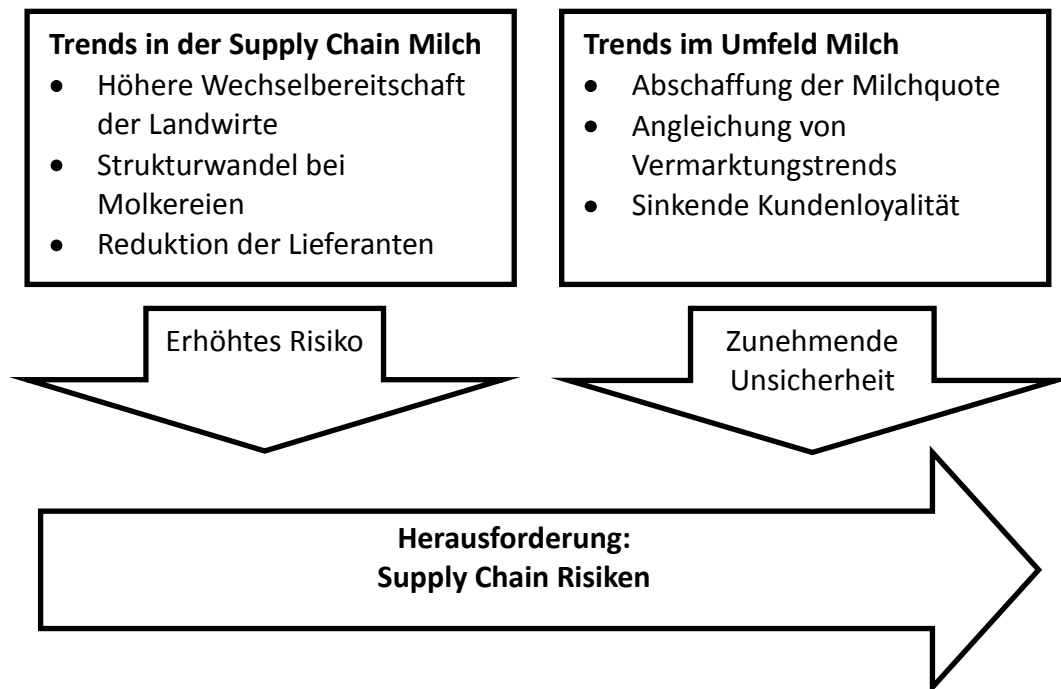 Trends in der Supply Chain Milch
• Höhere Wechselbereitschaft
der Landwirte
• Strukturwandel bei
Molkereien
• Reduktion der Lieferanten
Trends im Umfeld Milch
• Abschaffung der Milchquote
• Angleichung von
Vermarktungstrends
• Sinkende Kundenloyalität
Erhöhtes Risiko
Zunehmende
Unsicherheit
Herausforderung:
Supply Chain Risiken